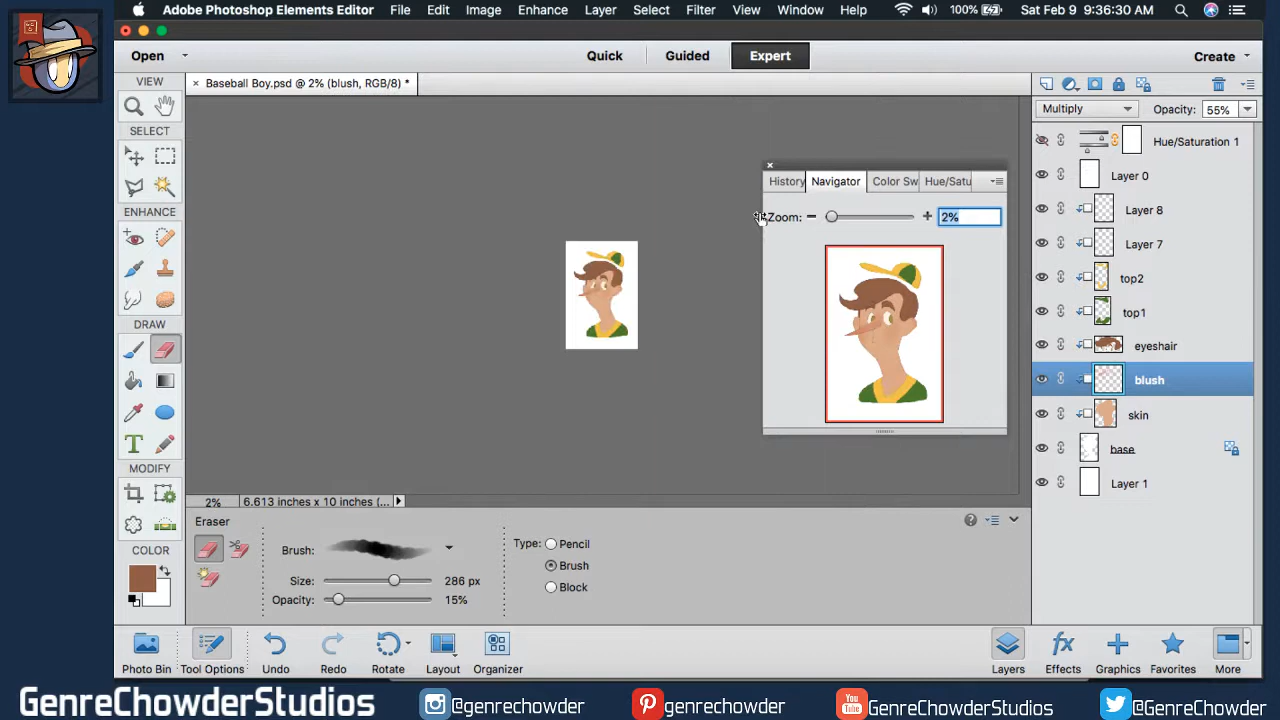 Adobe Photoshop Elements Editor File Edit Image Enhance Layer Select Filter View Window Help 100% Sat Feb 9 9:36:30 AM
Open Quick Guided Expert Create
VIEW
Baseball Boy.psd @ 2% (blush, RGB/8) *
Multiply Opacity: 55%
SELECT
Hue/Saturation 1
History Navigator Color Sw Hue/Satu
Layer 0
ENHANCE
Zoom: 2%
Layer 8
Layer 7
top2
top1
DRAW
eyeshair
blush
skin
base
T
MODIFY
Layer 1
2% 6.613 inches x 10 inches (...
Eraser
COLOR
Brush:
Type: Pencil
Brush
Block
Size: 286 px
Opacity: 15%
fx
Photo Bin Tool Options Undo Redo Rotate Layout Organizer Layers Effects Graphics Favorites More
GenreChowderStudios @genrechowder genrechowder GenreChowderStudios @GenreChowder